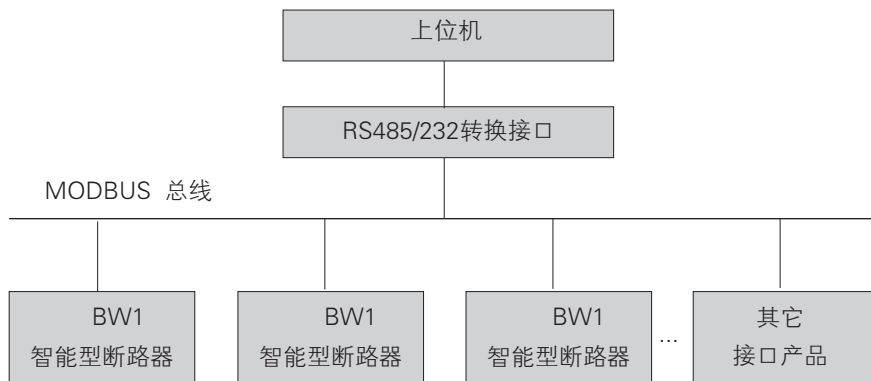 上位机
RS485/232转换接口
MODBUS 总线
BW1
智能型断路器
BW1
智能型断路器
BW1
智能型断路器
...
其它
接口产品